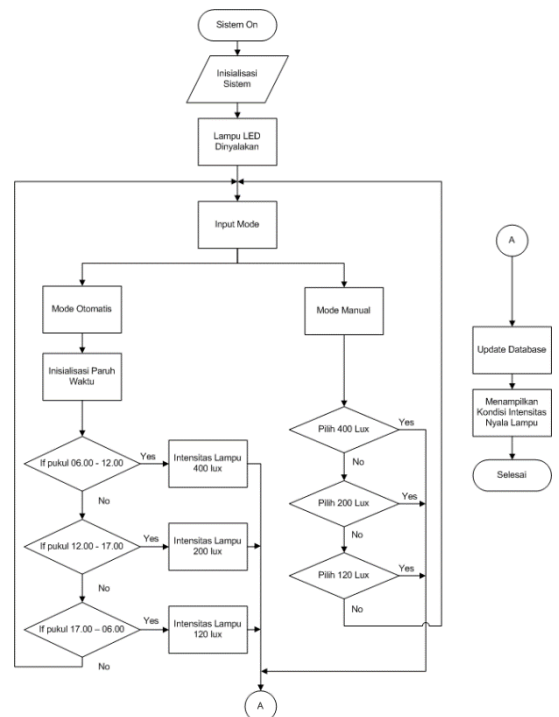 Sistem On
Inisialisasi
Sistem
Lampu LED
Dinyalakan
Input Mode
Mode Otomatis
Inisialisasi Paruh
Waktu
If pukul 06.00 - 12.00
Yes
Intensitas Lampu
400 lux
No
If pukul 12.00 - 17.00
Yes
Intensitas Lampu
200 lux
No
If pukul 17.00 – 06.00
Yes
Intensitas Lampu
120 lux
No
Mode Manual
Pilih 400 Lux
Yes
No
Pilih 200 Lux
Yes
No
Pilih 120 Lux
Yes
No
A
A
Update Database
Menampilkan
Kondisi Intensitas
Nyala Lampu
Selesai